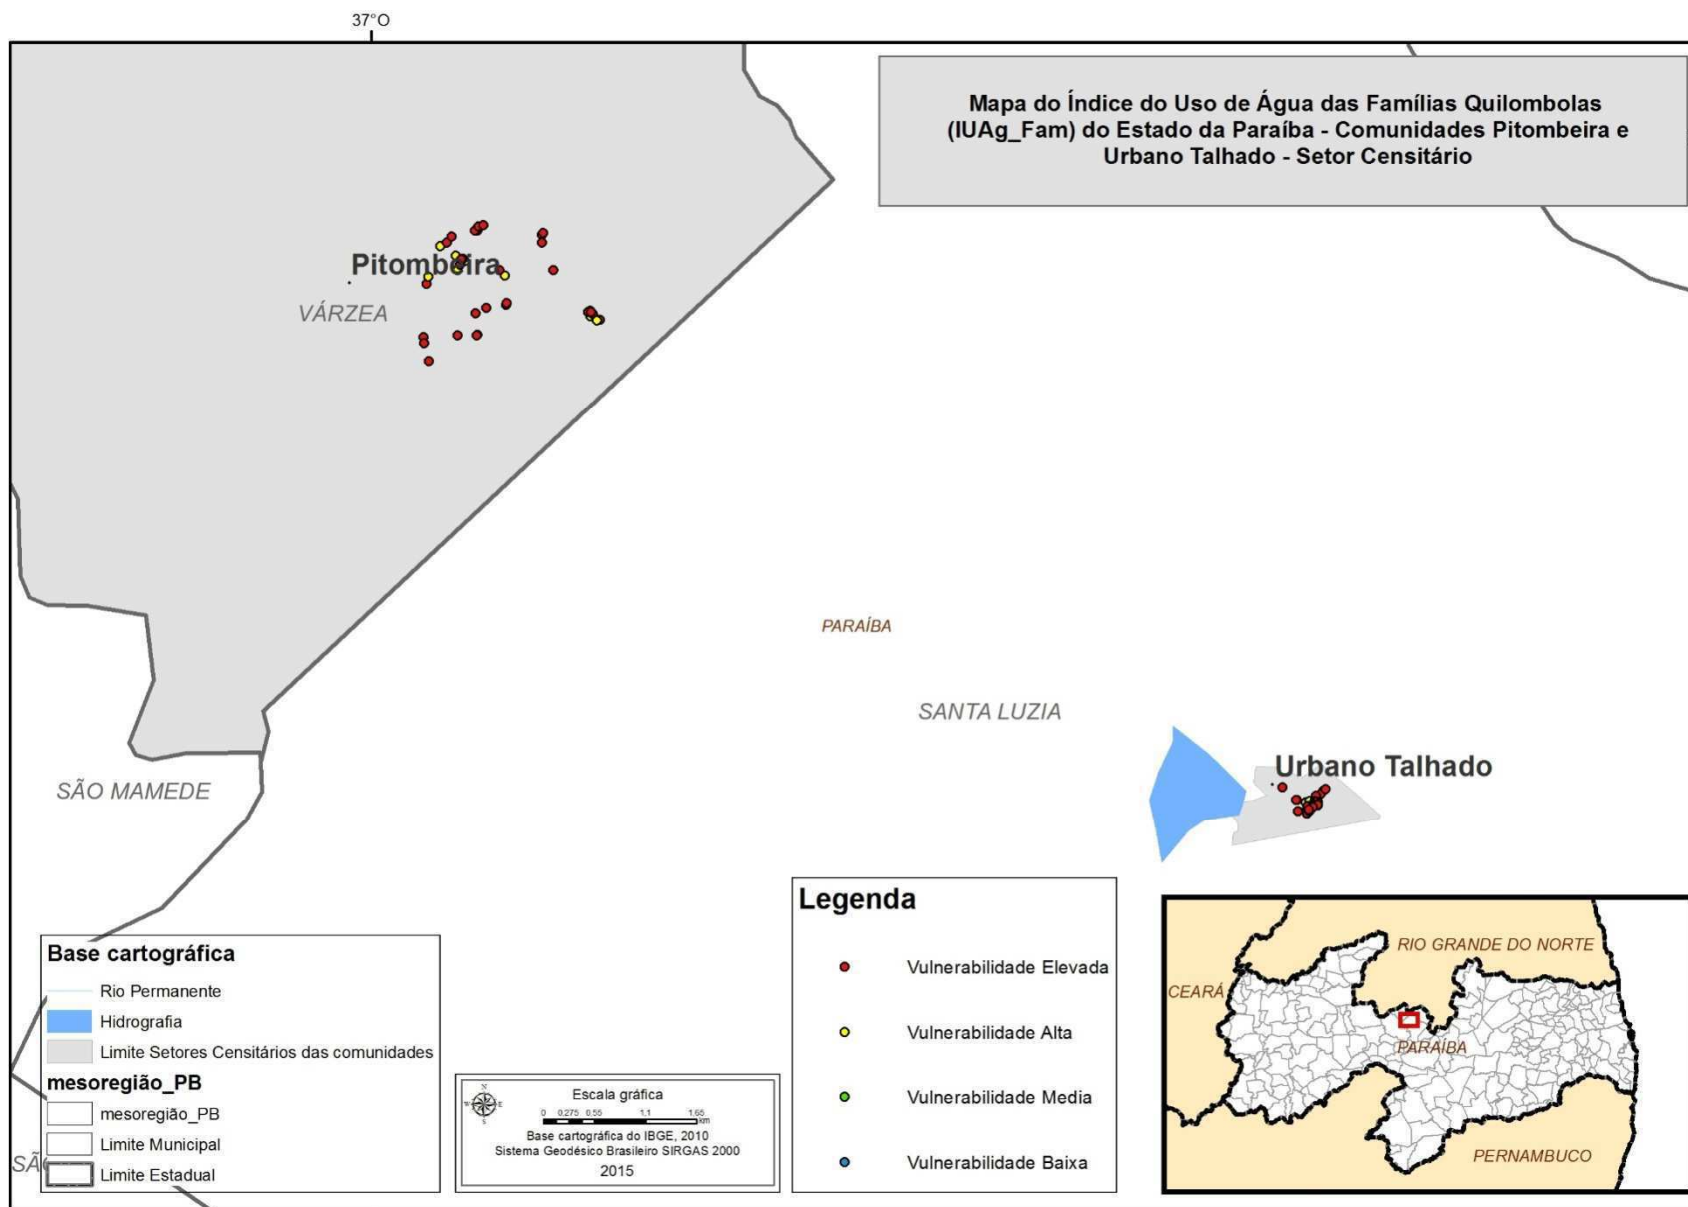 37°O
Mapa do Índice do Uso de Água das Famílias Quilombolas
(IUAg_Fam) do Estado da Paraíba - Comunidades Pitombeira e
Urbano Talhado - Setor Censitário
Pitombeira
VÁRZEA
PARAÍBA
SANTA LUZIA
SÃO MAMEDE
Urbano Talhado
Base cartográfica
Rio Permanente
Hidrografia
Limite Setores Censitários das comunidades
mesoregião_PB
mesoregião_PB
Limite Municipal
Limite Estadual
N
W E
S
Escala gráfica
0 0,275 0,55 1,1 1,65
km
Base cartográfica do IBGE, 2010
Sistema Geodésico Brasileiro SIRGAS 2000
2015
Legenda
Vulnerabilidade Elevada
Vulnerabilidade Alta
Vulnerabilidade Media
Vulnerabilidade Baixa
RIO GRANDE DO NORTE
CEARÁ
PARAÍBA
PERNAMBUCO